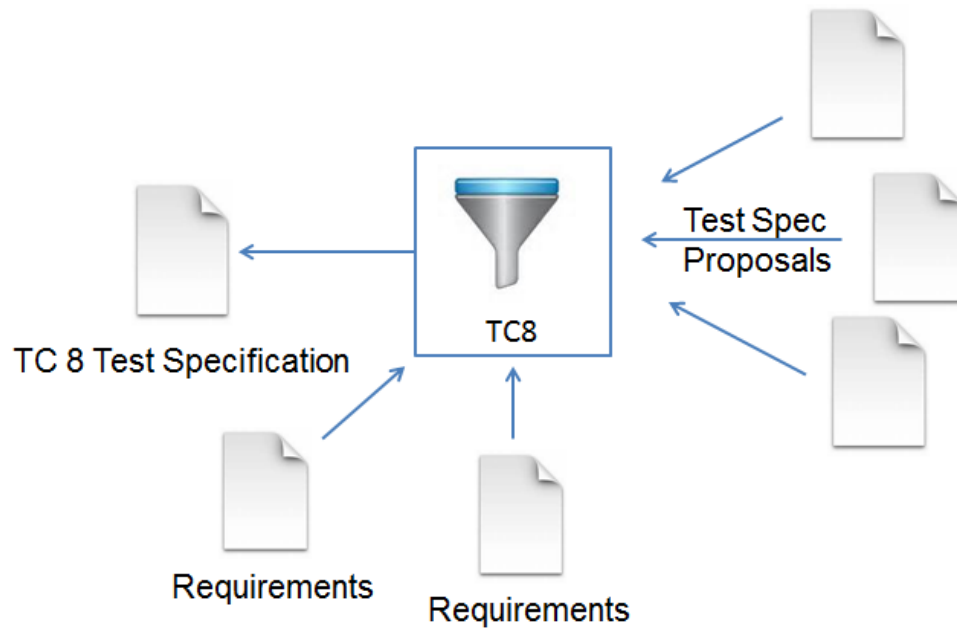 Test Spec
Proposals
TC8
TC 8 Test Specification
Requirements
Requirements